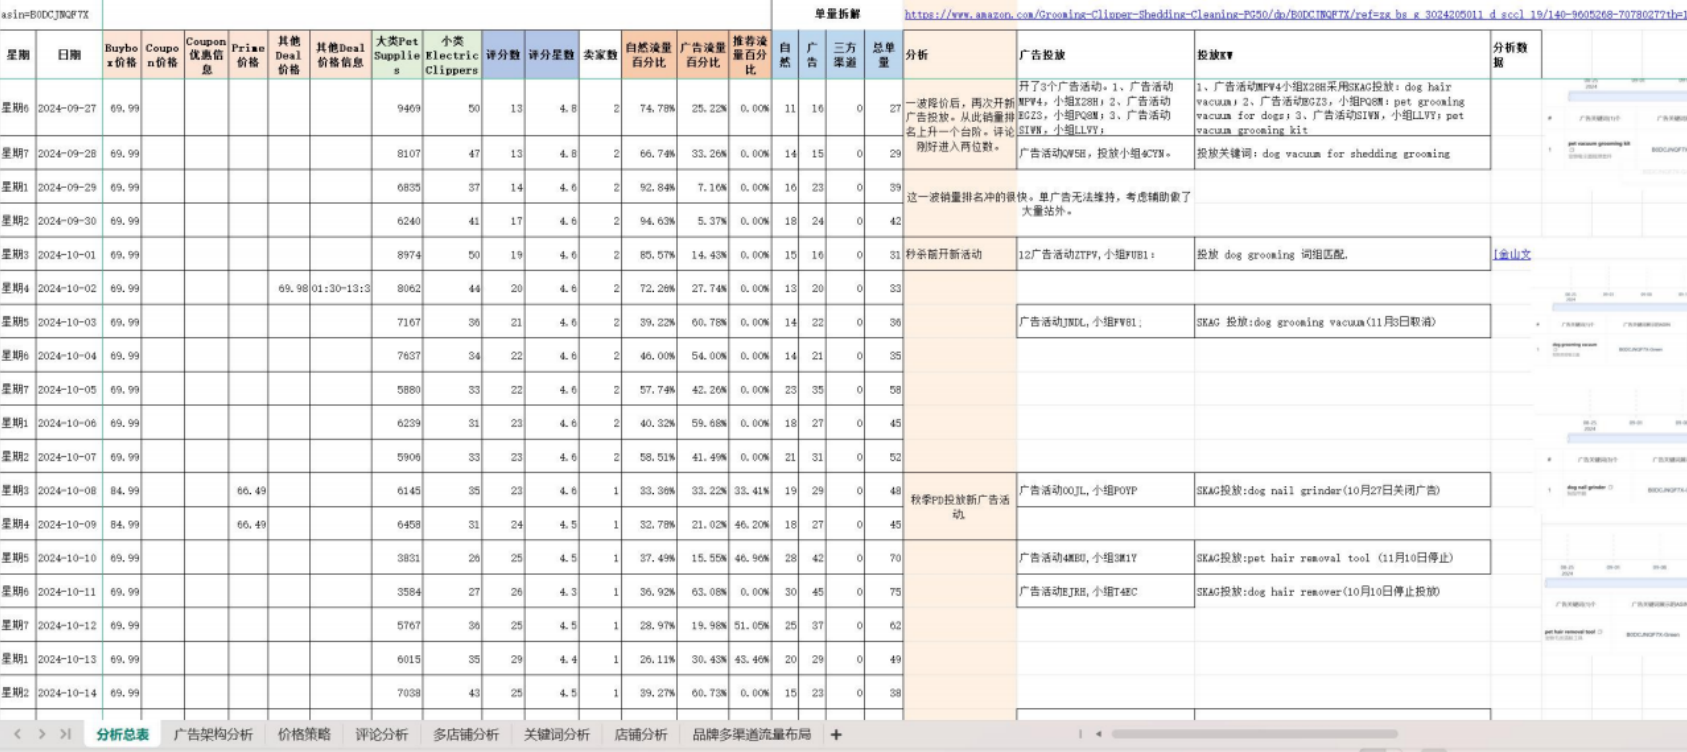 asin=B0DCJNQF7X 单量拆解 https://www.amazon.com/Grooming-Clipper-Shedding-Cleaning-PG50/dp/B0DCJNQF7X/ref=zg_bs_g_3024205011_d_sccl_19/140-9605268-7078027?th=1
星期 日期 Buybox价格 Coupon价格 Coupon优惠信息 Prime价格 其他Deal价格 其他Deal价格信息 大类Pet Supplies 小类Electric Clippers 评分数 评分星数 卖家数 自然流量百分比 广告流量百分比 推荐流量百分比 自然 广告 三方渠道 总单量 分析 广告投放 投放KW 分析数据
星期6 2024-09-27 69.99 9469 50 13 4.8 2 74.78% 25.22% 0.00% 11 16 0 27
一波降价后，再次开新广告投放。从此销量排名上升一个台阶。评论刚好进入两位数。
开了3个广告活动。1、广告活动MPW4，小组X28H；2、广告活动EGZ3，小组PQ8M；3、广告活动SIWN，小组LLVY；
1、广告活动MPW4小组X28H采用SKAG投放：dog hair vacuum；2、广告活动EGZ3，小组PQ8M：pet grooming vacuum for dogs；3、广告活动SIWN，小组LLVY；pet vacuum grooming kit
星期7 2024-09-28 69.99 8107 47 13 4.8 2 66.74% 33.26% 0.00% 14 15 0 29 广告活动QW5H，投放小组4CYN。 投放关键词：dog vacuum for shedding grooming
星期1 2024-09-29 69.99 6835 37 14 4.6 2 92.84% 7.16% 0.00% 16 23 0 39
这一波销量排名冲的很快。单广告无法维持，考虑辅助做了大量站外。
星期2 2024-09-30 69.99 6240 41 17 4.6 2 94.63% 5.37% 0.00% 18 24 0 42
星期3 2024-10-01 69.99 8974 50 19 4.6 2 85.57% 14.43% 0.00% 15 16 0 31 秒杀前开新活动 12广告活动ZTPV,小组FUB1： 投放 dog grooming 词组匹配. [金山文
星期4 2024-10-02 69.99 69.98 01:30-13:3 8062 44 20 4.6 2 72.26% 27.74% 0.00% 13 20 0 33
星期5 2024-10-03 69.99 7167 36 21 4.6 2 39.22% 60.78% 0.00% 14 22 0 36 广告活动JNDL,小组FW81; SKAG 投放:dog grooming vacuum(11月3日取消)
星期6 2024-10-04 69.99 7637 34 22 4.6 2 46.00% 54.00% 0.00% 14 21 0 35
星期7 2024-10-05 69.99 5880 33 22 4.6 2 57.74% 42.26% 0.00% 23 35 0 58
星期1 2024-10-06 69.99 6239 31 23 4.6 2 40.32% 59.68% 0.00% 18 27 0 45
星期2 2024-10-07 69.99 5906 33 23 4.6 2 58.51% 41.49% 0.00% 21 31 0 52
星期3 2024-10-08 84.99 66.49 6145 35 23 4.6 1 33.36% 33.22% 33.41% 19 29 0 48 秋季PD投放新广告活动. 广告活动OOJL,小组POYP SKAG投放:dog nail grinder(10月27日关闭广告)
星期4 2024-10-09 84.99 66.49 6458 31 24 4.5 1 32.78% 21.02% 46.20% 18 27 0 45
星期5 2024-10-10 69.99 3831 26 25 4.5 1 37.49% 15.55% 46.96% 28 42 0 70 广告活动4MBU,小组3M1Y SKAG投放:pet hair removal tool (11月10日停止)
星期6 2024-10-11 69.99 3584 27 26 4.3 1 36.92% 63.08% 0.00% 30 45 0 75 广告活动EJRH,小组T4EC SKAG投放:dog hair remover(10月10日停止投放)
星期7 2024-10-12 69.99 5767 36 25 4.5 1 28.97% 19.98% 51.05% 25 37 0 62
星期1 2024-10-13 69.99 6015 35 29 4.4 1 26.11% 30.43% 43.46% 20 29 0 49
星期2 2024-10-14 69.99 7038 43 25 4.5 1 39.27% 60.73% 0.00% 15 23 0 38
pet vacuum grooming kit
dog grooming vacuum
dog nail grinder
pet hair removal tool
分析总表 广告架构分析 价格策略 评论分析 多店铺分析 关键词分析 店铺分析 品牌多渠道流量布局 +